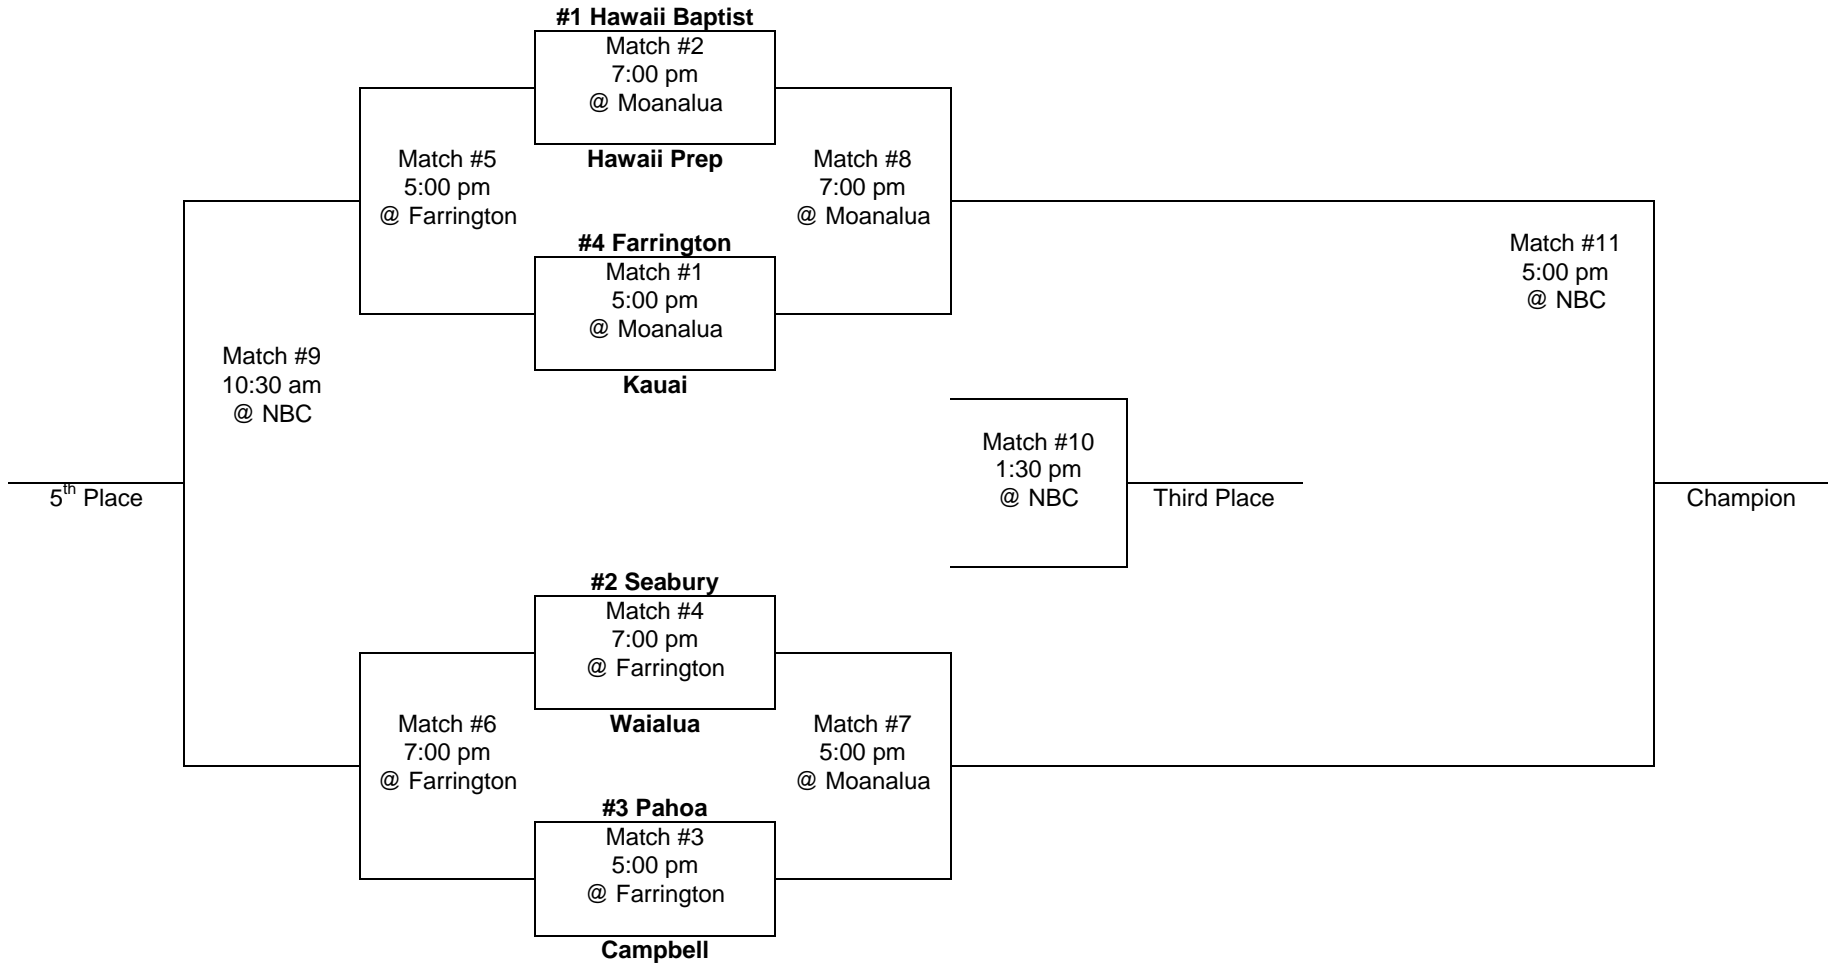 #1 Hawaii Baptist
Match #2
7:00 pm
@ Moanalua
Hawaii Prep
Match #5
5:00 pm
@ Farrington
Match #8
7:00 pm
@ Moanalua
#4 Farrington
Match #1
5:00 pm
@ Moanalua
Kauai
Match #11
5:00 pm
@ NBC
Match #9
10:30 am
@ NBC
Match #10
1:30 pm
@ NBC
5th Place
Third Place
Champion
#2 Seabury
Match #4
7:00 pm
@ Farrington
Waialua
Match #6
7:00 pm
@ Farrington
Match #7
5:00 pm
@ Moanalua
#3 Pahoa
Match #3
5:00 pm
@ Farrington
Campbell